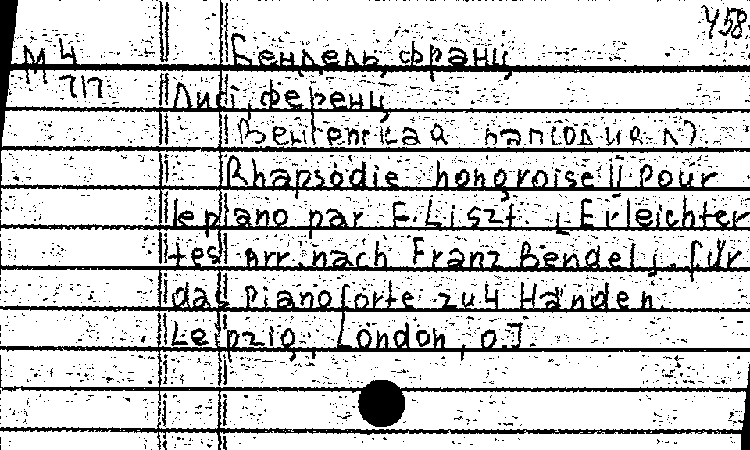 458
М 4 Бендель, Франц
717
Лист, Ференц
Венгерская рапсодия №2
Rhapsodie hongroise II pour
le piano par F. Liszt. [Erleichter
tes Arr. nach Franz Bendel]. für
das Pianoforte zu 4 Händen.
Leipzig, London, o.J.